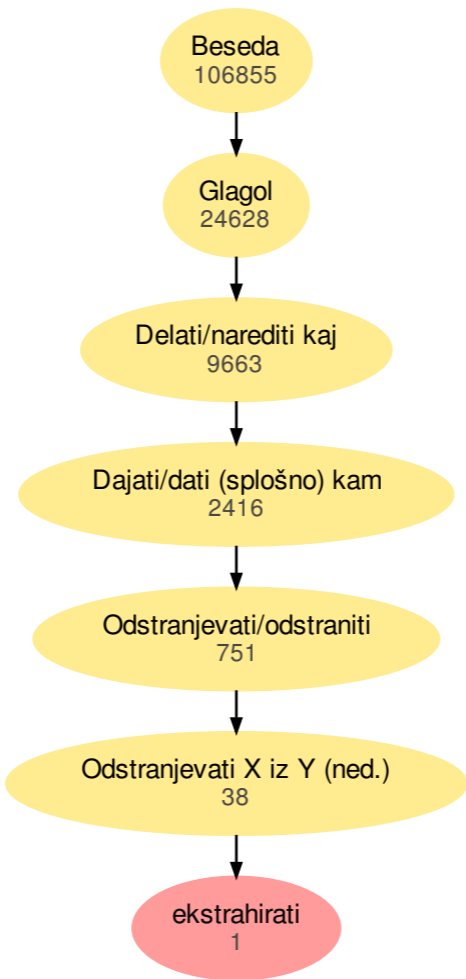 Beseda
106855
Glagol
24628
Delati/narediti kaj
9663
Dajati/dati (splošno) kam
2416
Odstranjevati/odstraniti
751
Odstranjevati X iz Y (ned.)
38
ekstrahirati
1